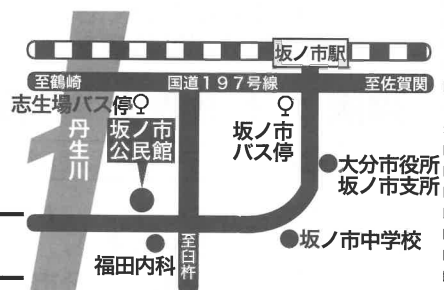 坂ノ市駅
至鶴崎
国道197号線
至佐賀関
志生場バス停
坂ノ市
公民館
坂ノ市
バス停
丹生川
大分市役所
坂ノ市支所
坂ノ市中学校
福田内科
至臼杵